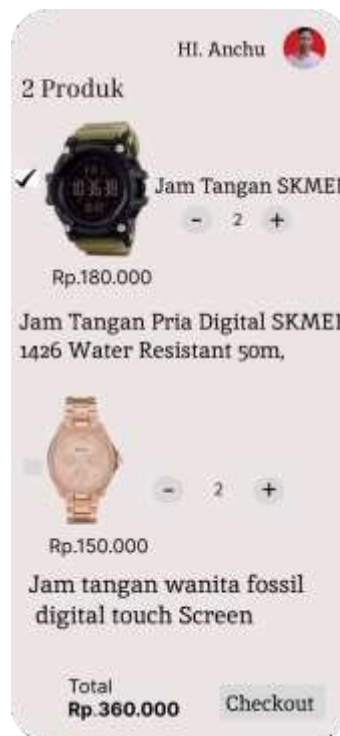 HI. Anchu
2 Produk
Jam Tangan SKMEI
- 2 +
Rp.180.000
Jam Tangan Pria Digital SKMEI
1426 Water Resistant 50m,
- 2 +
Rp.150.000
Jam tangan wanita fossil
digital touch Screen
Total
Rp.360.000
Checkout